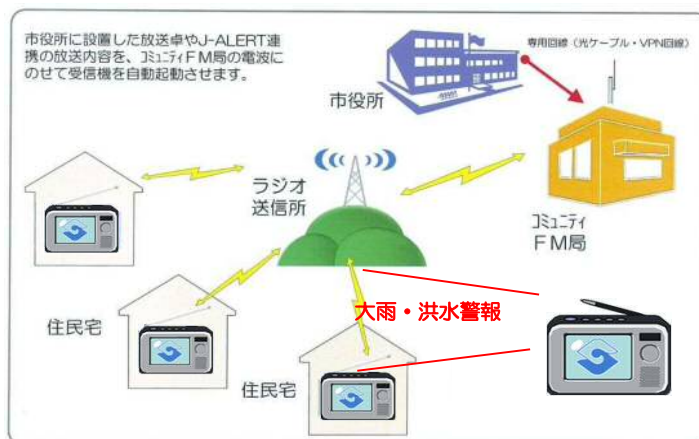 市役所に設置した放送卓やJ-ALERT連
携の放送内容を、ｺﾐｭﾆﾃｨＦＭ局の電波に
のせて受信機を自動起動させます。
専用回線（光ケーブル・VPN回線）
市役所
ラジオ
送信所
ｺﾐｭﾆﾃｨ
ＦＭ局
大雨・洪水警報
住民宅
住民宅